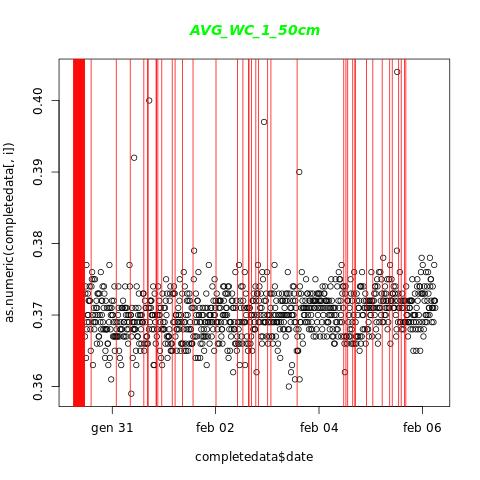 AVG_WC_1_50cm
as.numeric(completedata[, i])
0.40
0.39
0.38
0.37
0.36
gen 31
feb 02
feb 04
feb 06
completedata$date